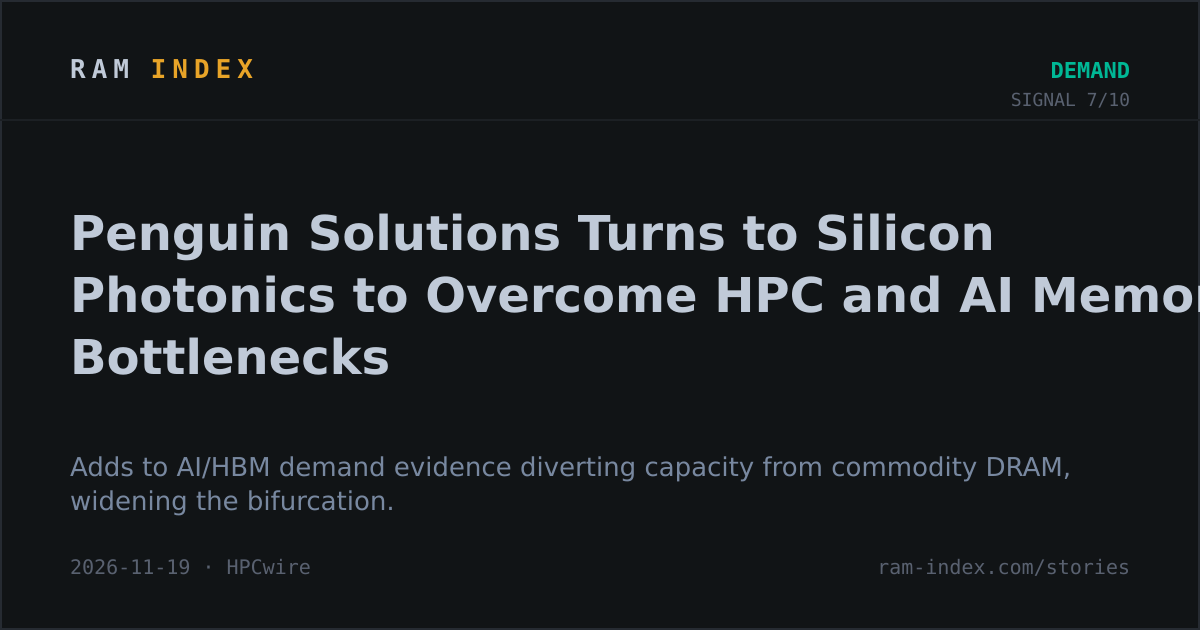 RAM INDEX
DEMAND
SIGNAL 7/10
Penguin Solutions Turns to Silicon
Photonics to Overcome HPC and AI Memor
Bottlenecks
Adds to AI/HBM demand evidence diverting capacity from commodity DRAM,
widening the bifurcation.
2026-11-19 · HPCwire
ram-index.com/stories